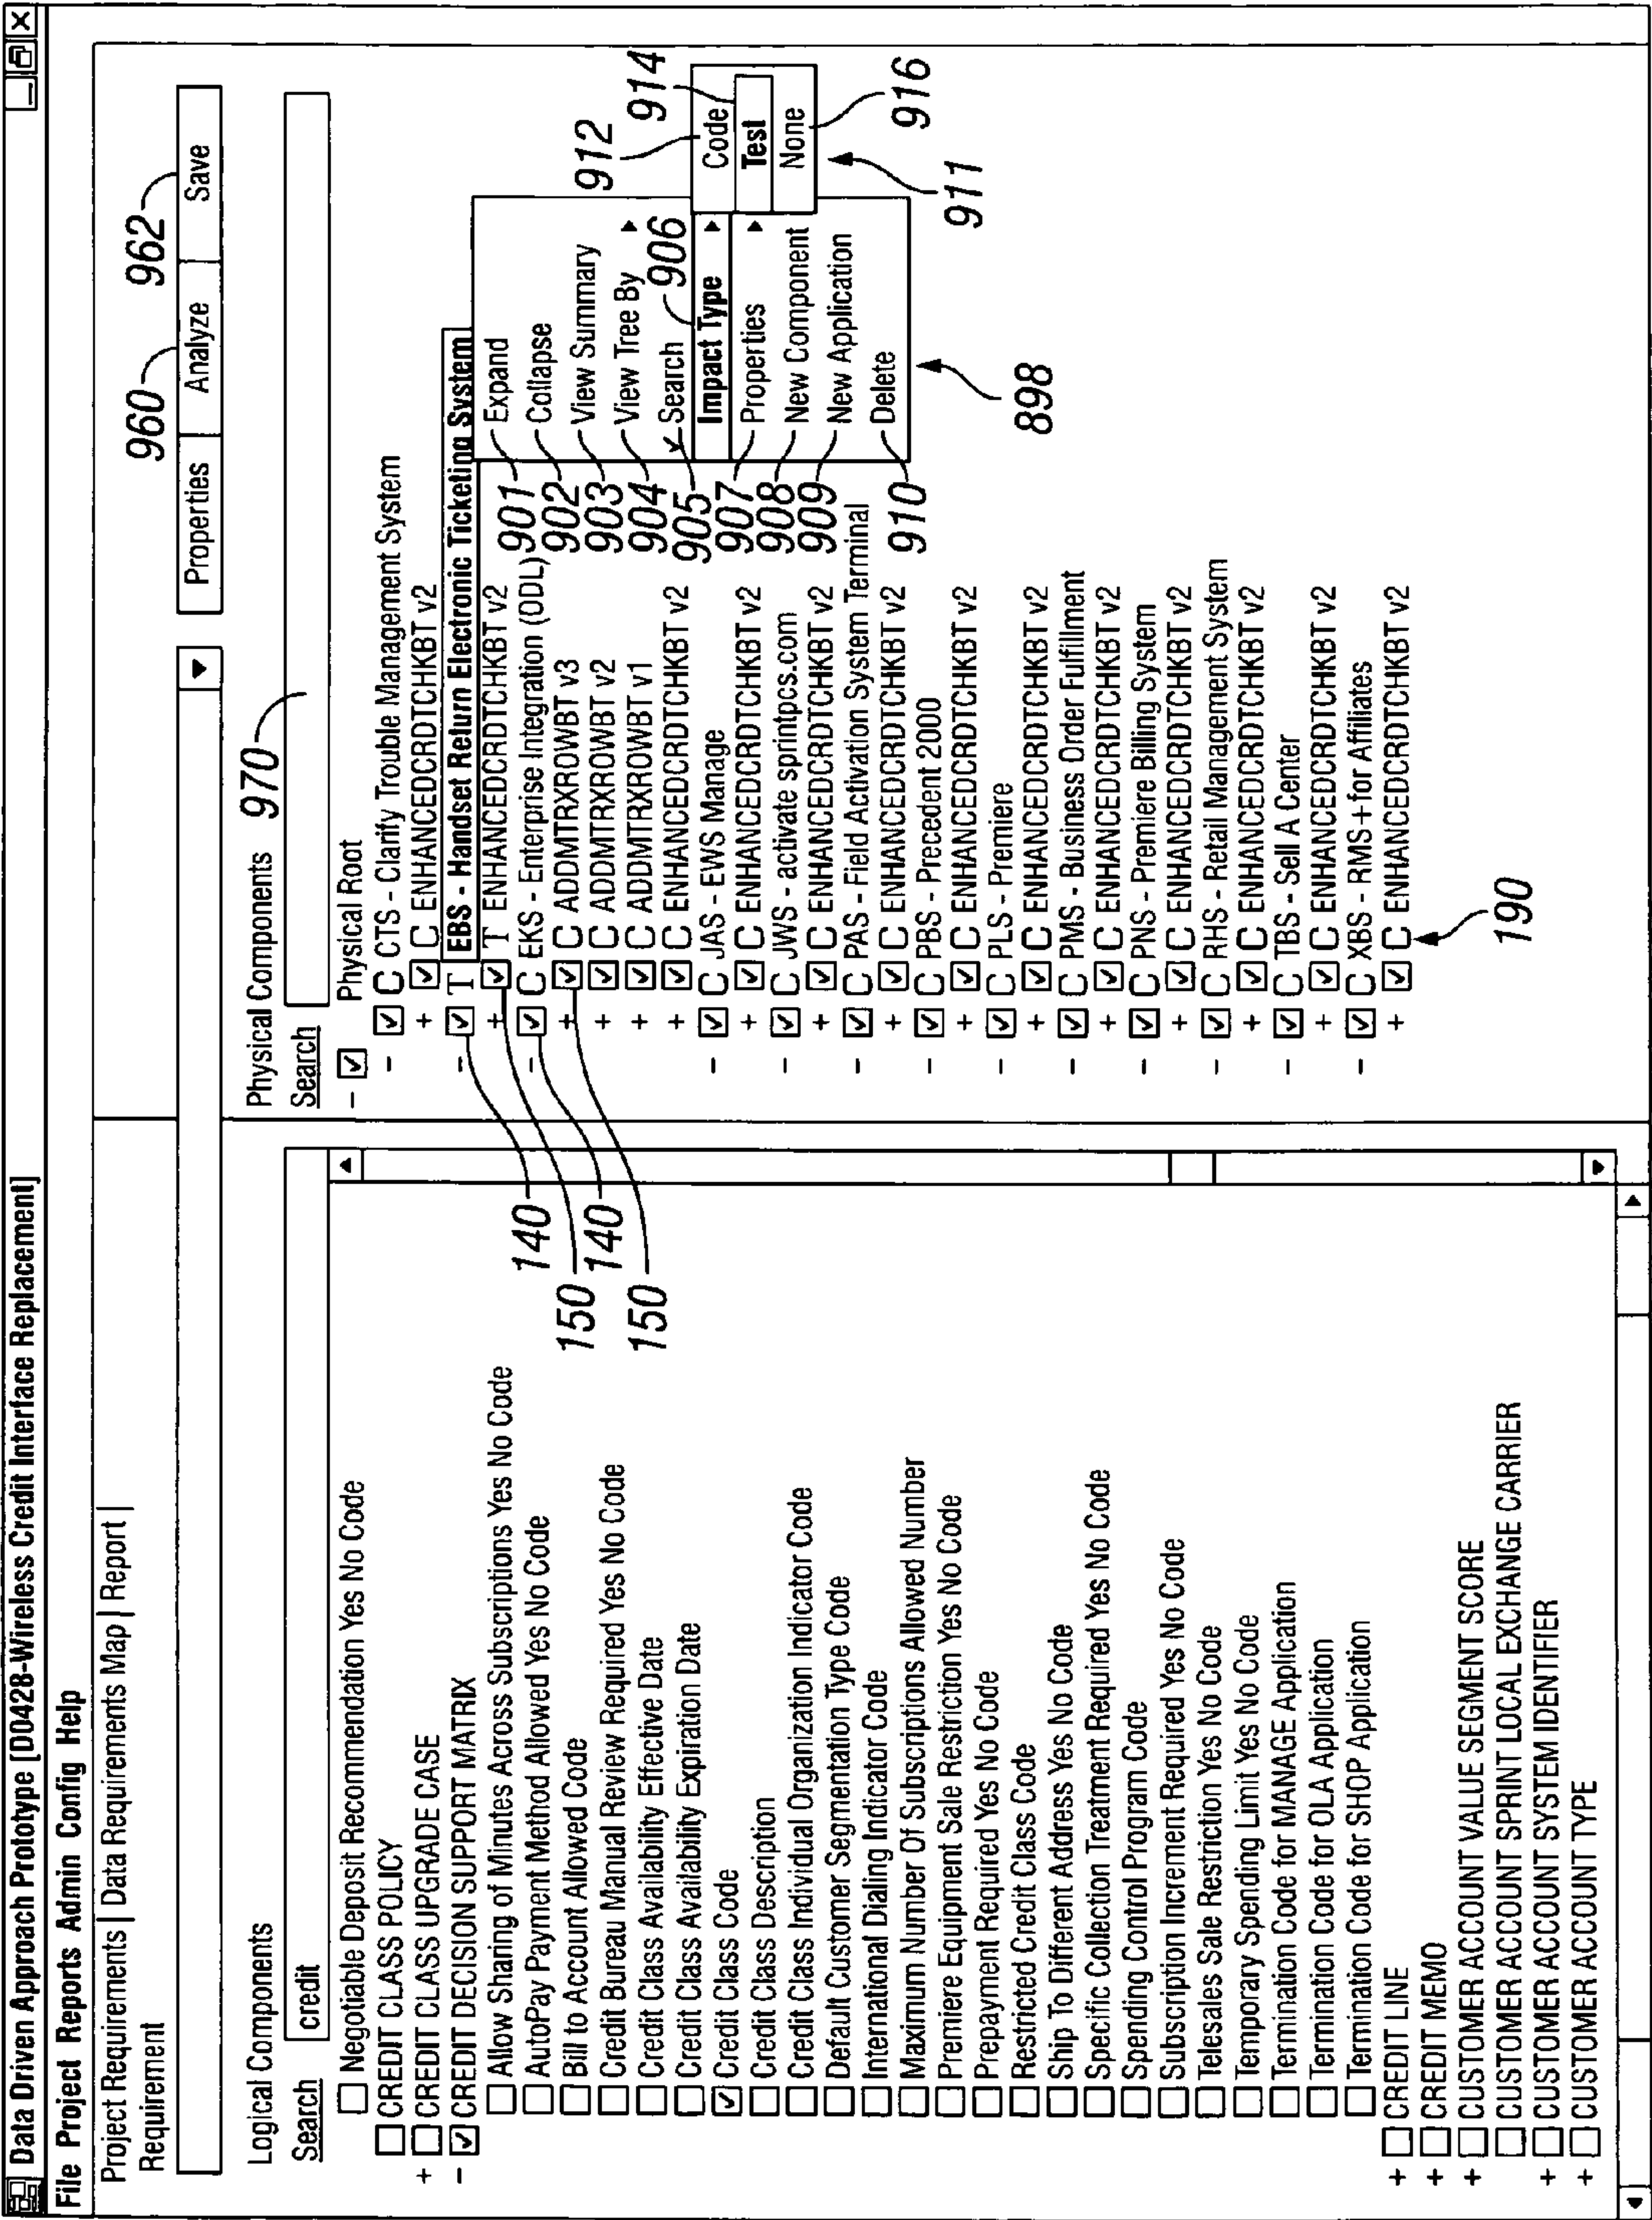 Data Driven Approach Prototype [D0428-Wireless Credit Interface Replacement]
File Project Reports Admin Config Help
Project Requirements | Data Requirements Map | Report |
Requirement
960
962
Properties Analyze Save
Logical Components
Search credit
Negotiable Deposit Recommendation Yes No Code
CREDIT CLASS POLICY
+ CREDIT CLASS UPGRADE CASE
- CREDIT DECISION SUPPORT MATRIX
Allow Sharing of Minutes Across Subscriptions Yes No Code
AutoPay Payment Method Allowed Yes No Code
Bill to Account Allowed Code
Credit Bureau Manual Review Required Yes No Code
Credit Class Availability Effective Date
Credit Class Availability Expiration Date
Credit Class Code
Credit Class Description
Credit Class Individual Organization Indicator Code
Default Customer Segmentation Type Code
International Dialing Indicator Code
Maximum Number Of Subscriptions Allowed Number
Premiere Equipment Sale Restriction Yes No Code
Prepayment Required Yes No Code
Restricted Credit Class Code
Ship To Different Address Yes No Code
Specific Collection Treatment Required Yes No Code
Spending Control Program Code
Subscription Increment Required Yes No Code
Telesales Sale Restriction Yes No Code
Temporary Spending Limit Yes No Code
Termination Code for MANAGE Application
Termination Code for OLA Application
Termination Code for SHOP Application
+ CREDIT LINE
+ CREDIT MEMO
+ CUSTOMER ACCOUNT VALUE SEGMENT SCORE
CUSTOMER ACCOUNT SPRINT LOCAL EXCHANGE CARRIER
+ CUSTOMER ACCOUNT SYSTEM IDENTIFIER
+ CUSTOMER ACCOUNT TYPE
140
150
140
150
Physical Components
970
Search
- Physical Root
- C CTS - Clarify Trouble Management System
+ C ENHANCEDCRDTCHKBT v2
- T EBS - Handset Return Electronic Ticketing System
+ T ENHANCEDCRDTCHKBT v2
- C EKS - Enterprise Integration (ODL)
+ C ADDMTRXROWBT v3
+ C ADDMTRXROWBT v2
+ C ADDMTRXROWBT v1
+ C ENHANCEDCRDTCHKBT v2
- C JAS - EWS Manage
+ C ENHANCEDCRDTCHKBT v2
- C JWS - activate sprintpcs.com
+ C ENHANCEDCRDTCHKBT v2
- C PAS - Field Activation System Terminal
+ C ENHANCEDCRDTCHKBT v2
- C PBS - Precedent 2000
+ C ENHANCEDCRDTCHKBT v2
- C PLS - Premiere
+ C ENHANCEDCRDTCHKBT v2
- C PMS - Business Order Fulfillment
+ C ENHANCEDCRDTCHKBT v2
- C PNS - Premiere Billing System
+ C ENHANCEDCRDTCHKBT v2
- C RHS - Retail Management System
+ C ENHANCEDCRDTCHKBT v2
- C TBS - Sell A Center
+ C ENHANCEDCRDTCHKBT v2
- C XBS - RMS+for Affiliates
+ C ENHANCEDCRDTCHKBT v2
190
901 Expand
902 Collapse
903 View Summary
904 View Tree By
905 Search
906 Impact Type
907 Properties
908 New Component
909 New Application
910 Delete
898
912 Code
914 Test
916 None
911